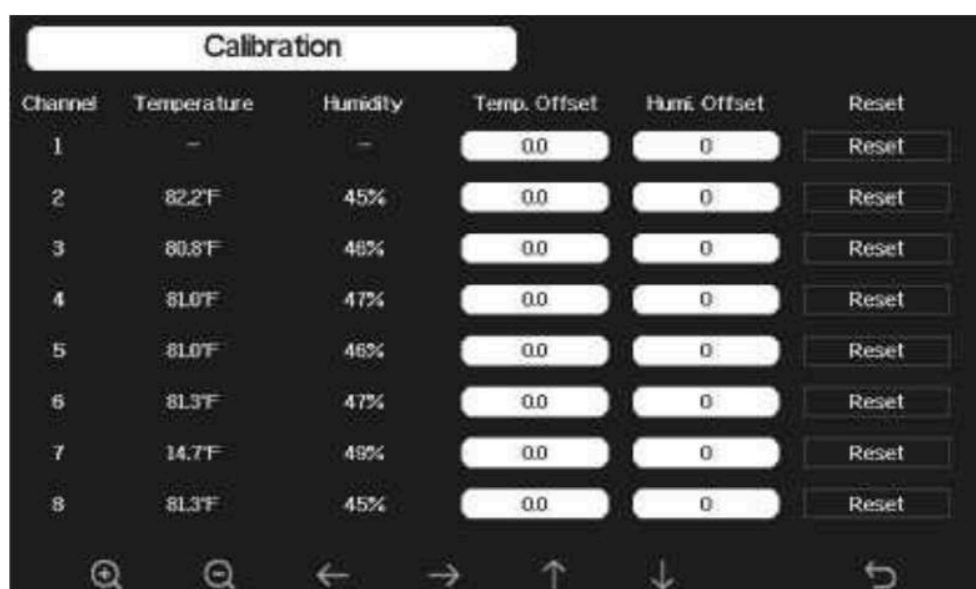 Calibration
Channel Temperature Humidity Temp. Offset Humi. Offset Reset
1 - - 0.0 0 Reset
2 82.2°F 45% 0.0 0 Reset
3 80.8°F 46% 0.0 0 Reset
4 81.0°F 47% 0.0 0 Reset
5 81.0°F 46% 0.0 0 Reset
6 81.3°F 47% 0.0 0 Reset
7 14.7°F 49% 0.0 0 Reset
8 81.3°F 45% 0.0 0 Reset